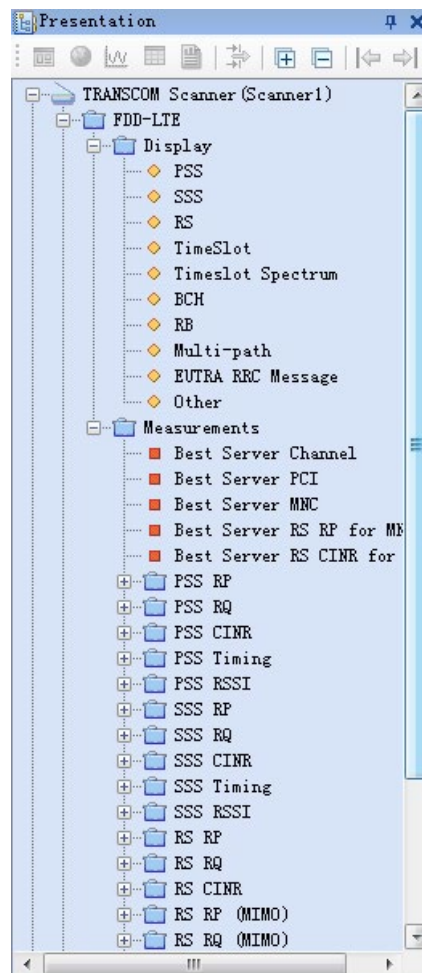 Presentation
TRANSCOM Scanner(Scanner1)
FDD-LTE
Display
PSS
SSS
RS
TimeSlot
Timeslot Spectrum
BCH
RB
Multi-path
EUTRA RRC Message
Other
Measurements
Best Server Channel
Best Server PCI
Best Server MNC
Best Server RS RP for MN
Best Server RS CINR for
PSS RP
PSS RQ
PSS CINR
PSS Timing
PSS RSSI
SSS RP
SSS RQ
SSS CINR
SSS Timing
SSS RSSI
RS RP
RS RQ
RS CINR
RS RP (MIMO)
RS RQ (MIMO)